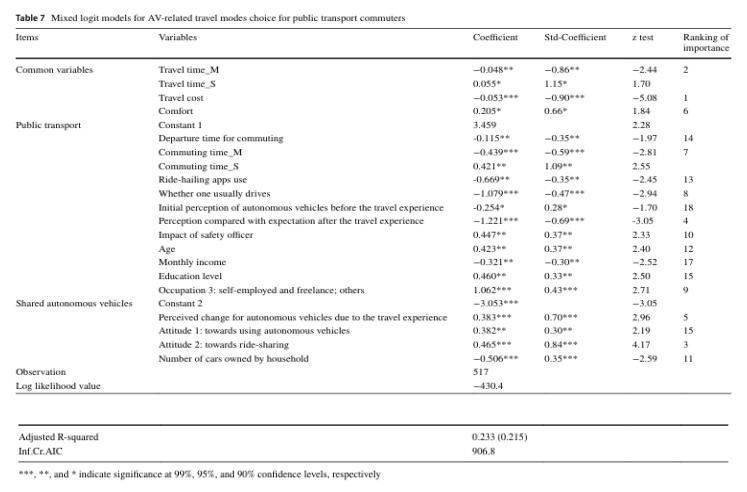 Table 7 Mixed logit models for AV-related travel modes choice for public transport commuters
Items Variables Coefficient Std-Coefficient z test Ranking of importance
Common variables Travel time_M −0.048** −0.86** −2.44 2
Travel time_S 0.055* 1.15* 1.70
Travel cost −0.053*** −0.90*** −5.08 1
Comfort 0.205* 0.66* 1.84 6
Public transport Constant 1 3.459 2.28
Departure time for commuting -0.115** −0.35** −1.97 14
Commuting time_M −0.439*** −0.59*** −2.81 7
Commuting time_S 0.421** 1.09** 2.55
Ride-hailing apps use -0.669** −0.35** −2.45 13
Whether one usually drives −1.079*** −0.47*** −2.94 8
Initial perception of autonomous vehicles before the travel experience -0.254* 0.28* −1.70 18
Perception compared with expectation after the travel experience −1.221*** −0.69*** -3.05 4
Impact of safety officer 0.447** 0.37** 2.33 10
Age 0.423** 0.37** 2.40 12
Monthly income −0.321** −0.30** −2.52 17
Education level 0.460** 0.33** 2.50 15
Occupation 3: self-employed and freelance; others 1.062*** 0.43*** 2.71 9
Shared autonomous vehicles Constant 2 −3.053*** −3.05
Perceived change for autonomous vehicles due to the travel experience 0.383*** 0.70*** 2.96 5
Attitude 1: towards using autonomous vehicles 0.382** 0.30** 2.19 15
Attitude 2: towards ride-sharing 0.465*** 0.84*** 4.17 3
Number of cars owned by household −0.506*** 0.35*** −2.59 11
Observation 517
Log likelihood value −430.4
Adjusted R-squared 0.233 (0.215)
Inf.Cr.AIC 906.8
***, **, and * indicate significance at 99%, 95%, and 90% confidence levels, respectively